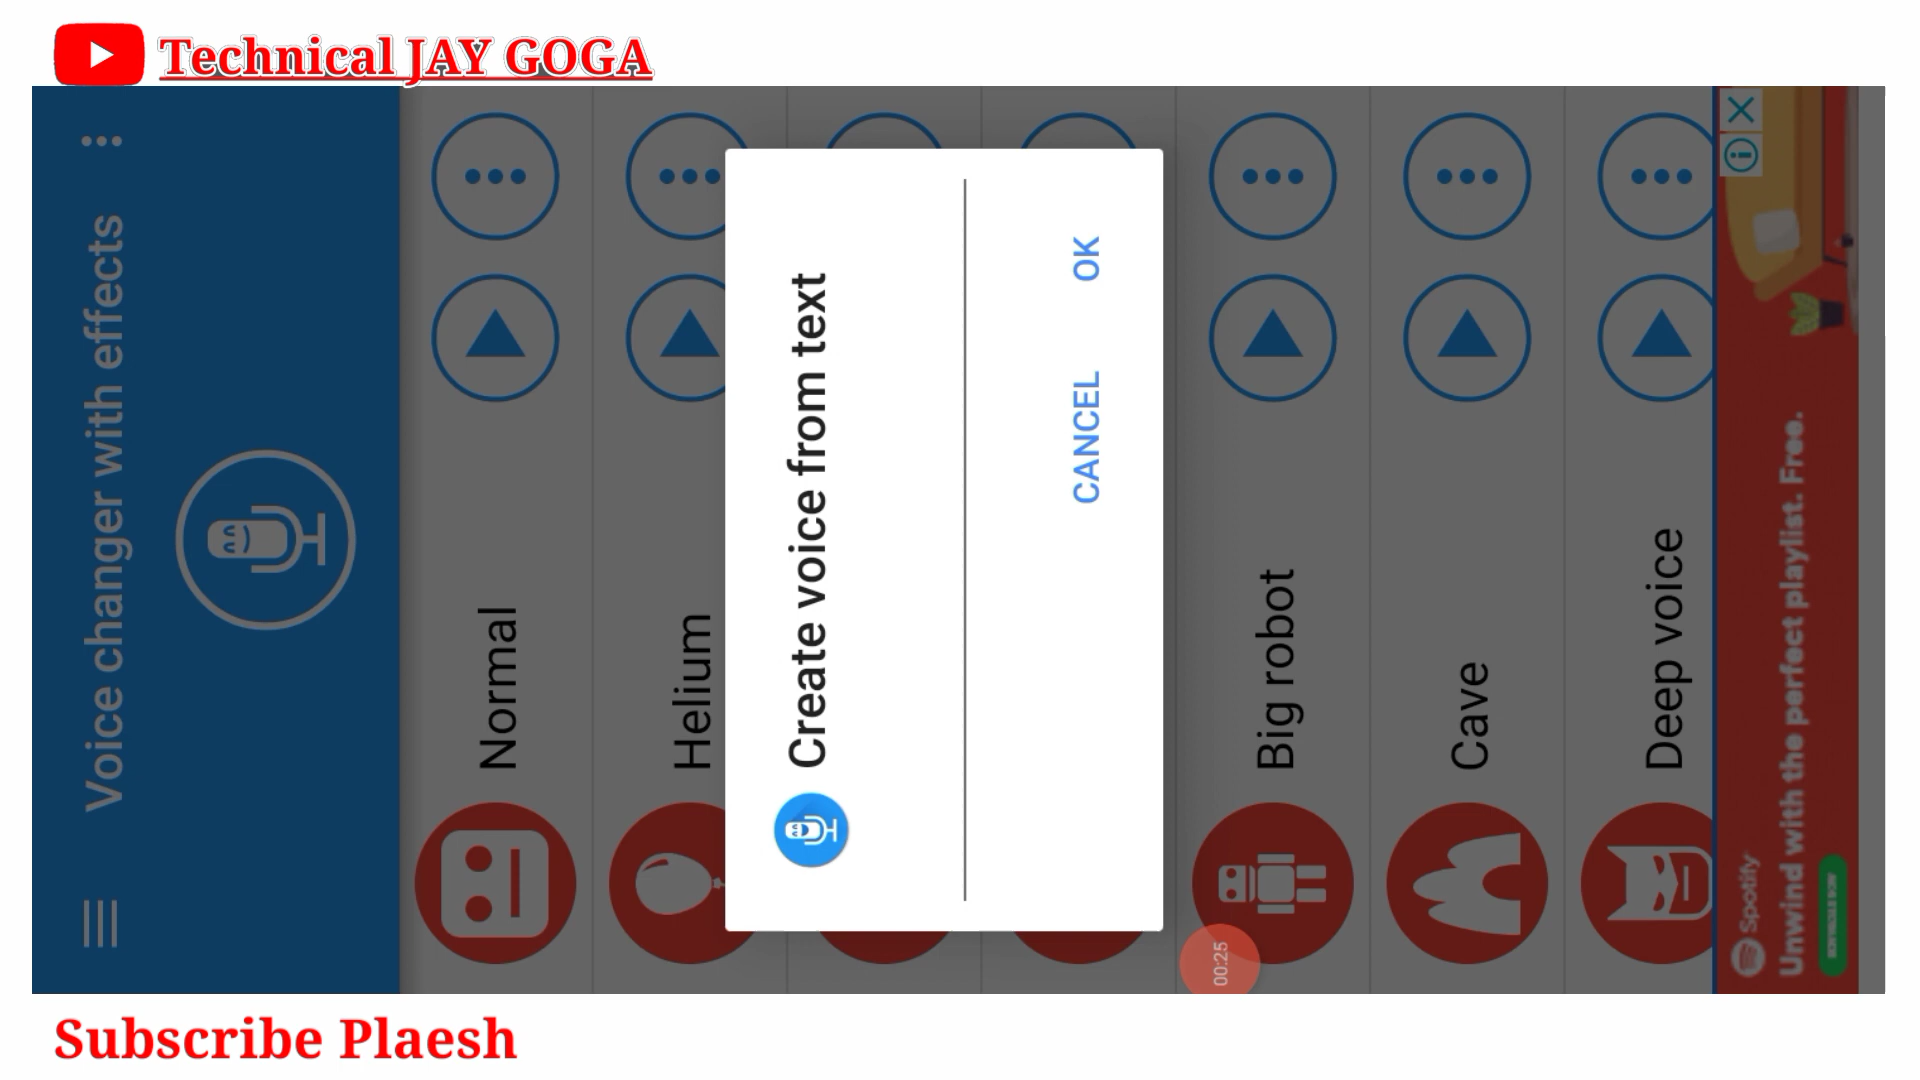 Technical JAY GOGA
Voice changer with effects
Normal
Helium
Create voice from text
CANCEL OK
Big robot
Cave
Deep voice
00:25
Spotify
Unwind with the perfect playlist. Free.
Subscribe Plaesh